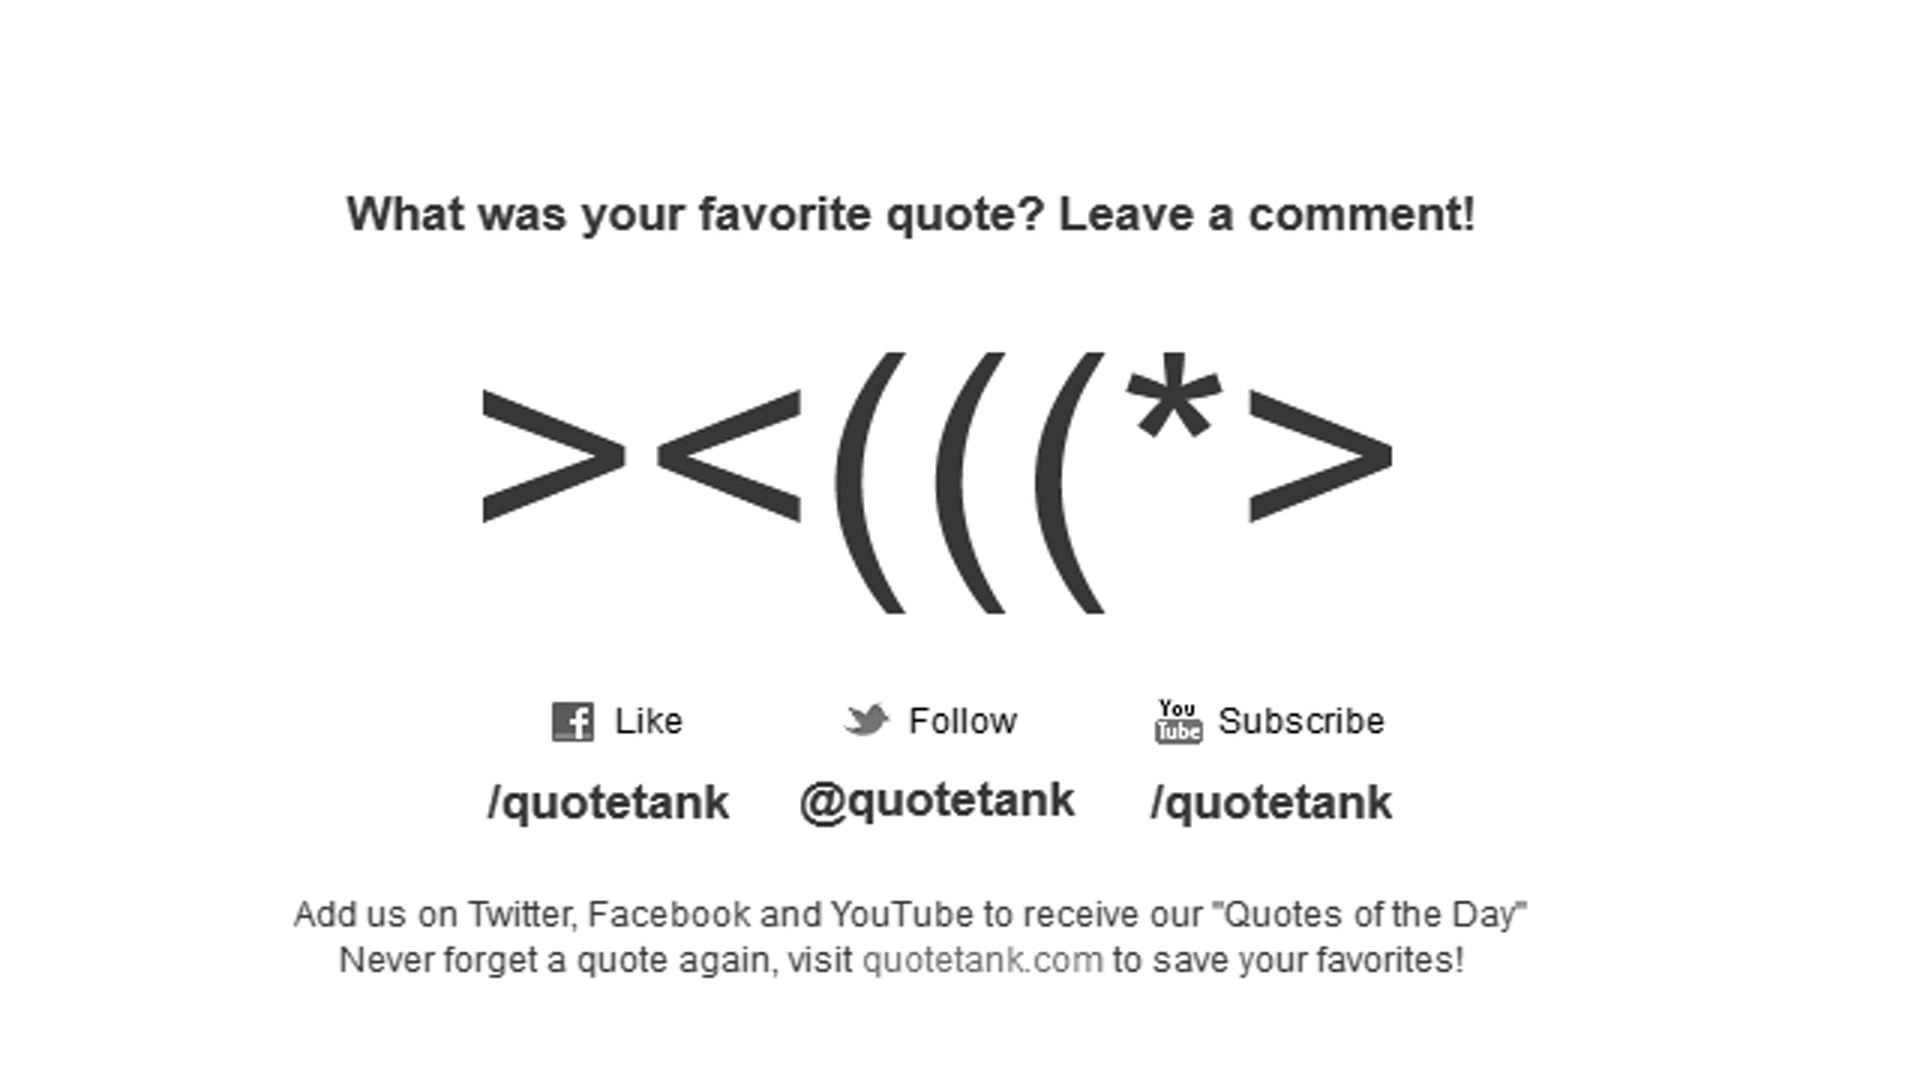 What was your favorite quote? Leave a comment!
><(((*>
f Like Follow You Tube Subscribe
/quotetank @quotetank /quotetank
Add us on Twitter, Facebook and YouTube to receive our "Quotes of the Day"
Never forget a quote again, visit quotetank.com to save your favorites!